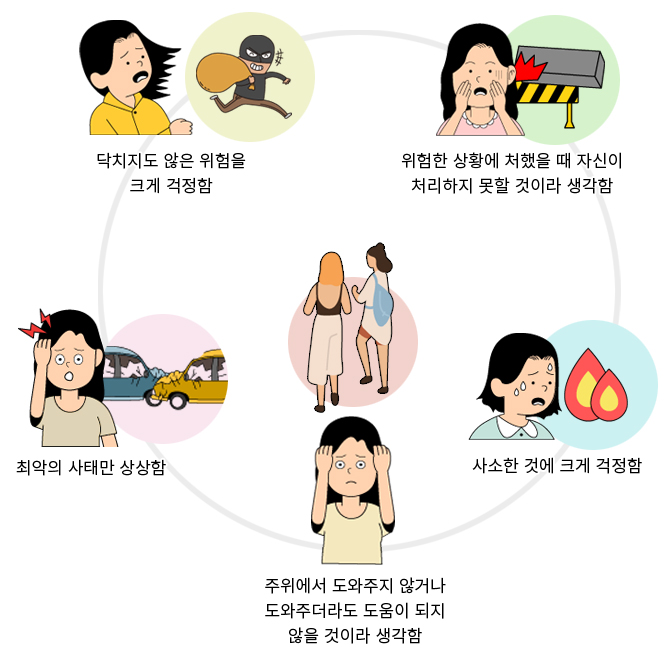 닥치지도 않은 위험을
크게 걱정함
위험한 상황에 처했을 때 자신이
처리하지 못할 것이라 생각함
최악의 사태만 상상함
사소한 것에 크게 걱정함
주위에서 도와주지 않거나
도와주더라도 도움이 되지
않을 것이라 생각함